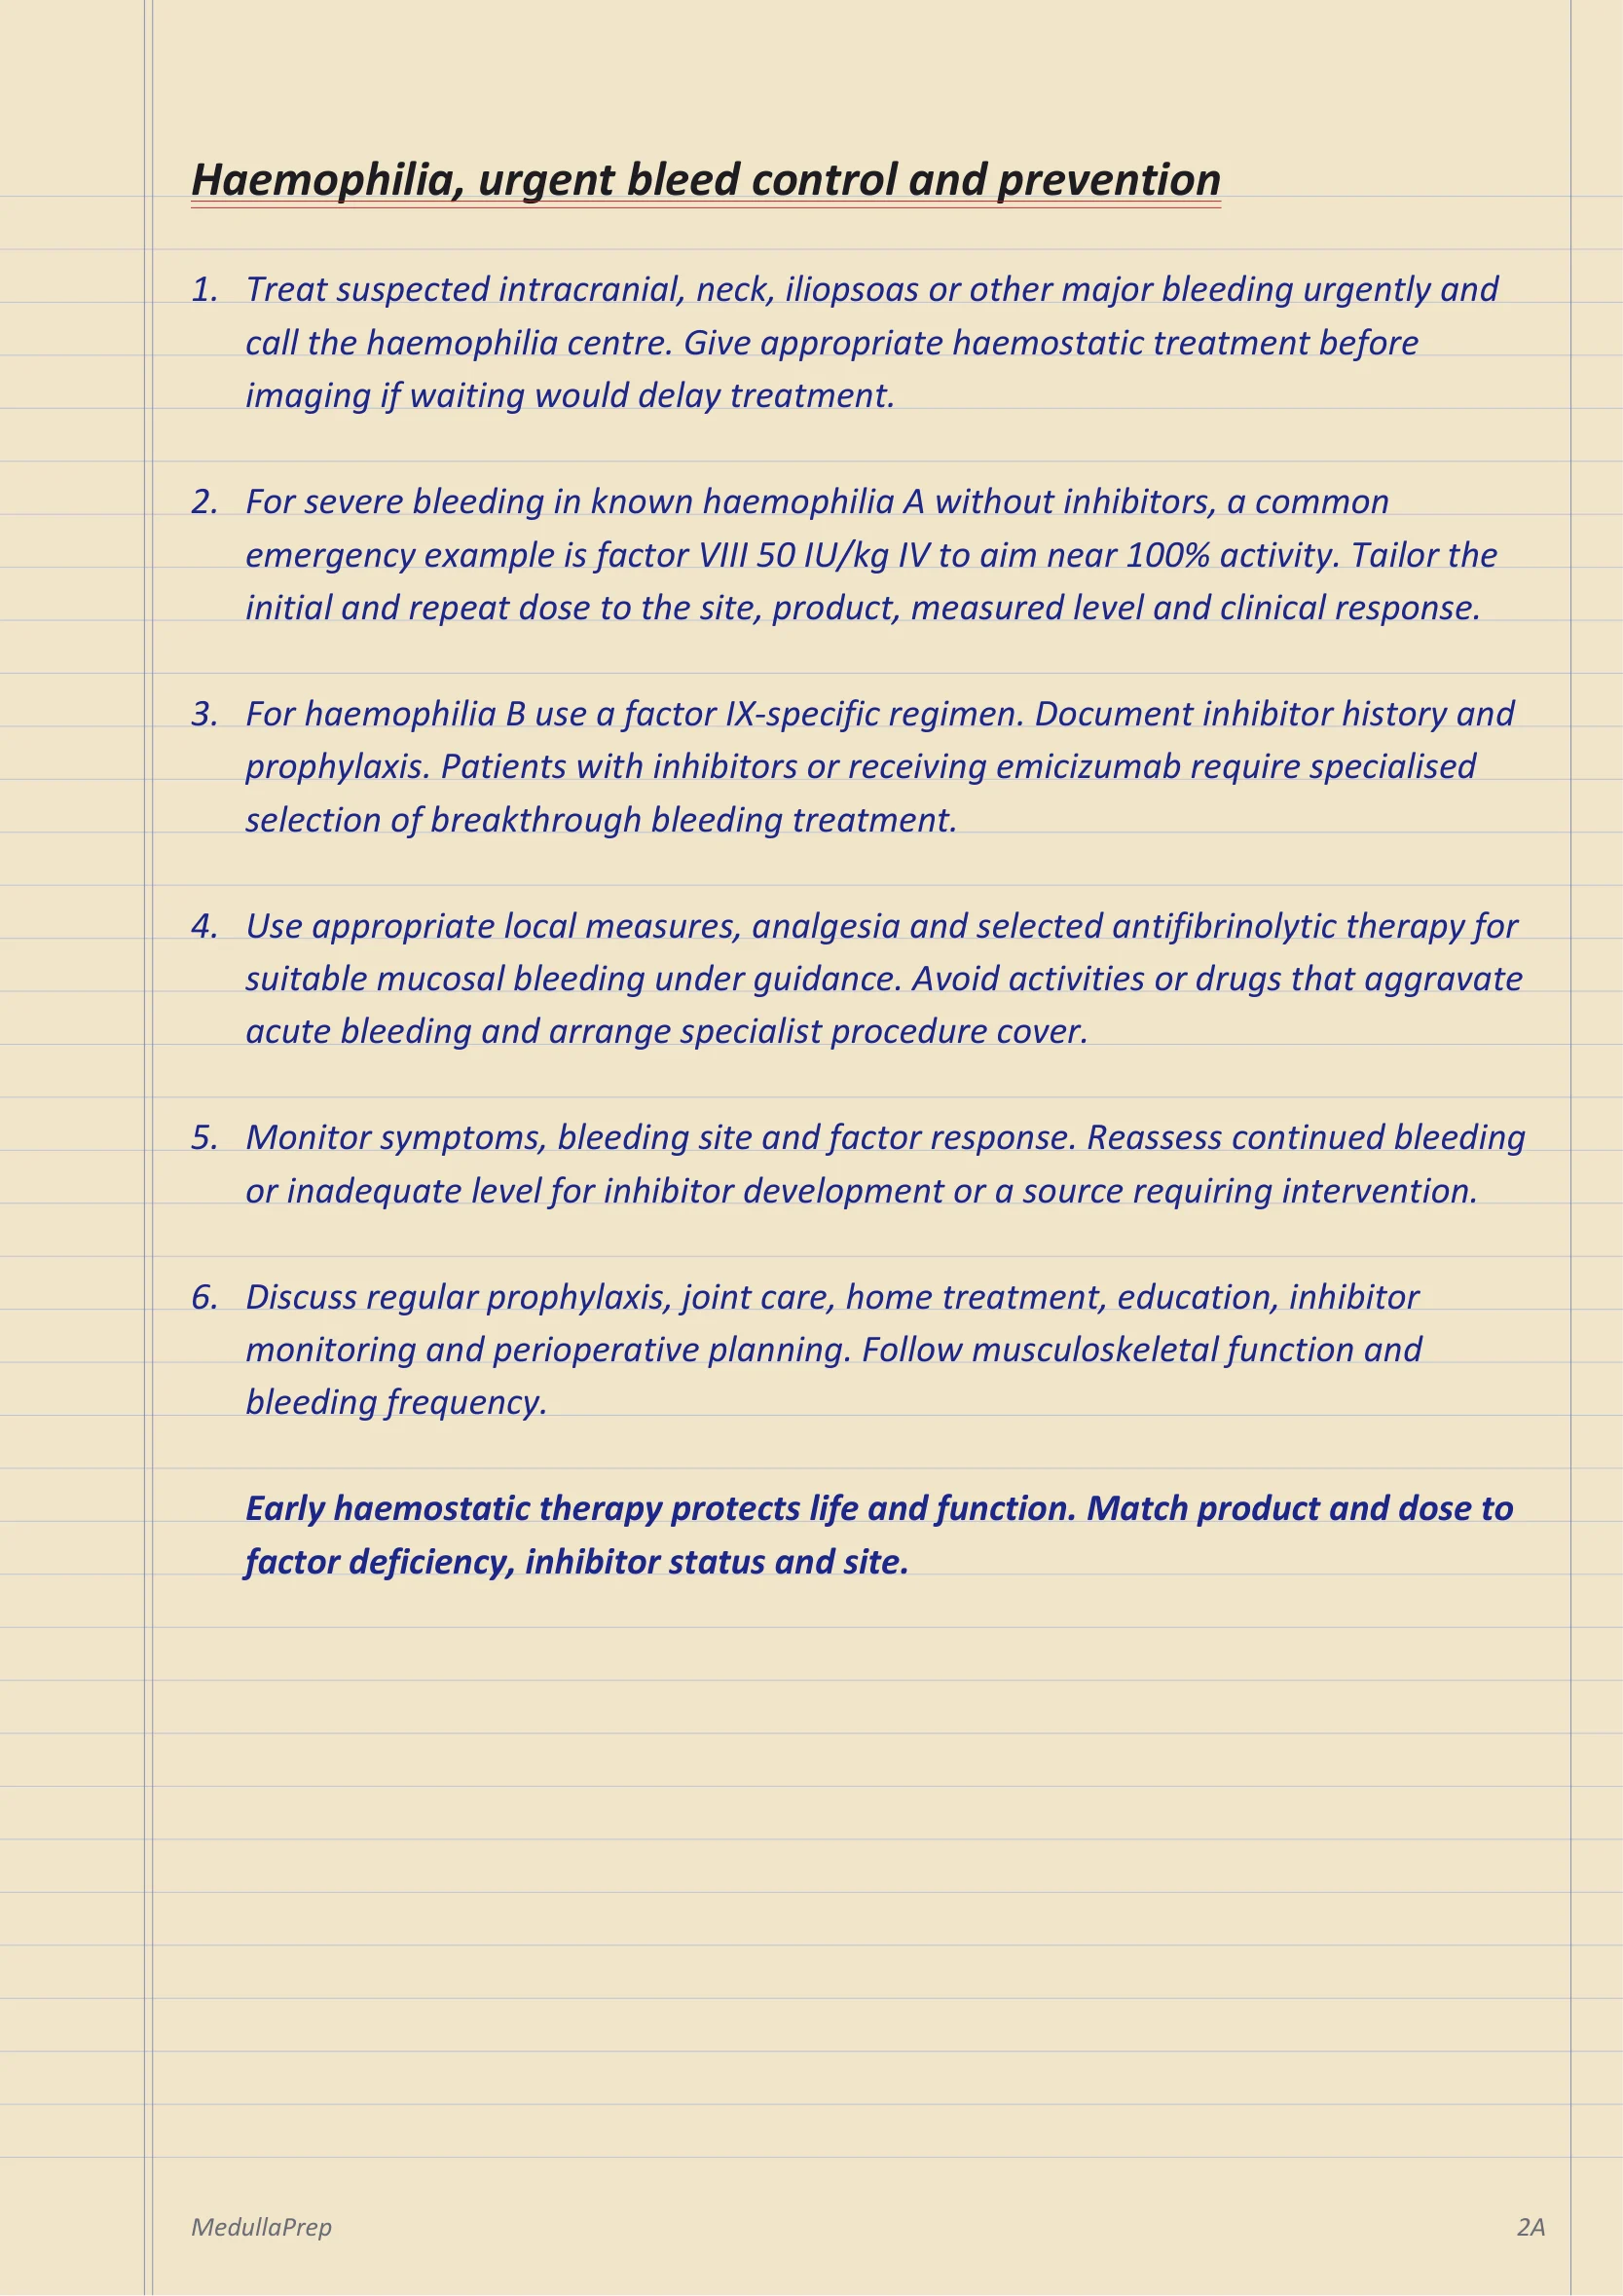 Haemophilia, urgent bleed control and prevention
1. Treat suspected intracranial, neck, iliopsoas or other major bleeding urgently and
call the haemophilia centre. Give appropriate haemostatic treatment before
imaging if waiting would delay treatment.
2. For severe bleeding in known haemophilia A without inhibitors, a common
emergency example is factor VIII 50 IU/kg IV to aim near 100% activity. Tailor the
initial and repeat dose to the site, product, measured level and clinical response.
3. For haemophilia B use a factor IX-specific regimen. Document inhibitor history and
prophylaxis. Patients with inhibitors or receiving emicizumab require specialised
selection of breakthrough bleeding treatment.
4. Use appropriate local measures, analgesia and selected antifibrinolytic therapy for
suitable mucosal bleeding under guidance. Avoid activities or drugs that aggravate
acute bleeding and arrange specialist procedure cover.
5. Monitor symptoms, bleeding site and factor response. Reassess continued bleeding
or inadequate level for inhibitor development or a source requiring intervention.
6. Discuss regular prophylaxis, joint care, home treatment, education, inhibitor
monitoring and perioperative planning. Follow musculoskeletal function and
bleeding frequency.
Early haemostatic therapy protects life and function. Match product and dose to
factor deficiency, inhibitor status and site.
MedullaPrep
2A